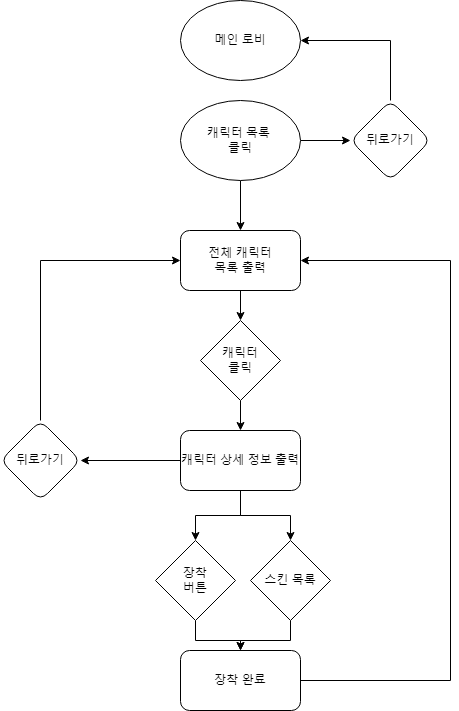 메인 로비
캐릭터 목록
클릭
뒤로가기
전체 캐릭터
목록 출력
캐릭터
클릭
캐릭터 상세 정보 출력
뒤로가기
장착
버튼
스킨 목록
장착 완료